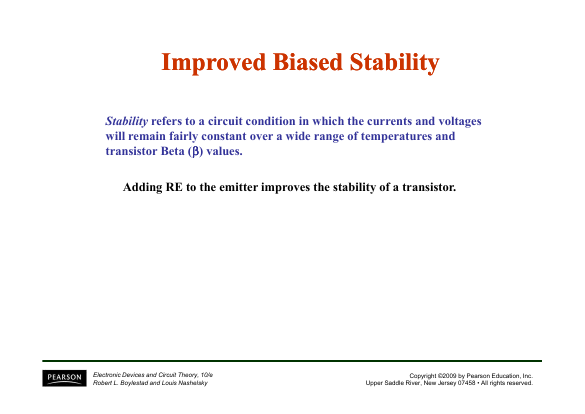 Improved Biased Stability
Stability refers to a circuit condition in which the currents and voltages
will remain fairly constant over a wide range of temperatures and
transistor Beta (β) values.
Adding RE to the emitter improves the stability of a transistor.
PEARSON
Electronic Devices and Circuit Theory, 10/e
Robert L. Boylestad and Louis Nashelsky
Copyright ©2009 by Pearson Education, Inc.
Upper Saddle River, New Jersey 07458 • All rights reserved.